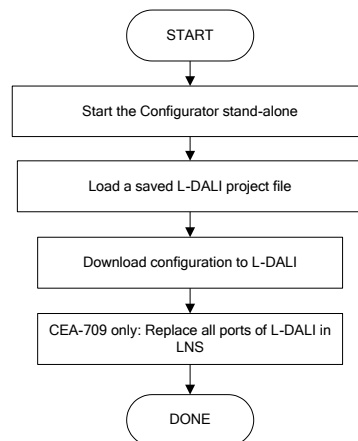 START
Start the Configurator stand-alone
Load a saved L-DALI project file
Download configuration to L-DALI
CEA-709 only: Replace all ports of L-DALI in
LNS
DONE